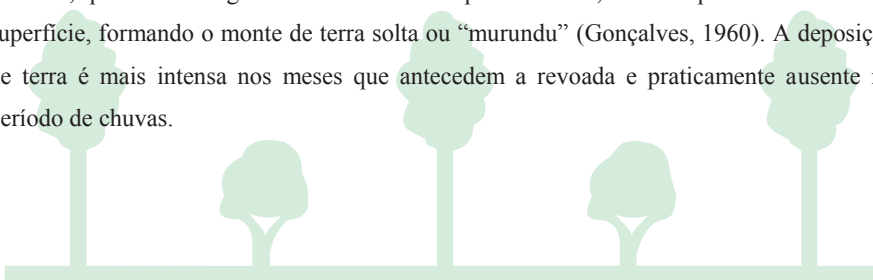 uperfície, formando o monte de terra solta ou “murundu” (Gonçalves, 1960). A deposiç
e terra é mais intensa nos meses que antecedem a revoada e praticamente ausente
eríodo de chuvas.